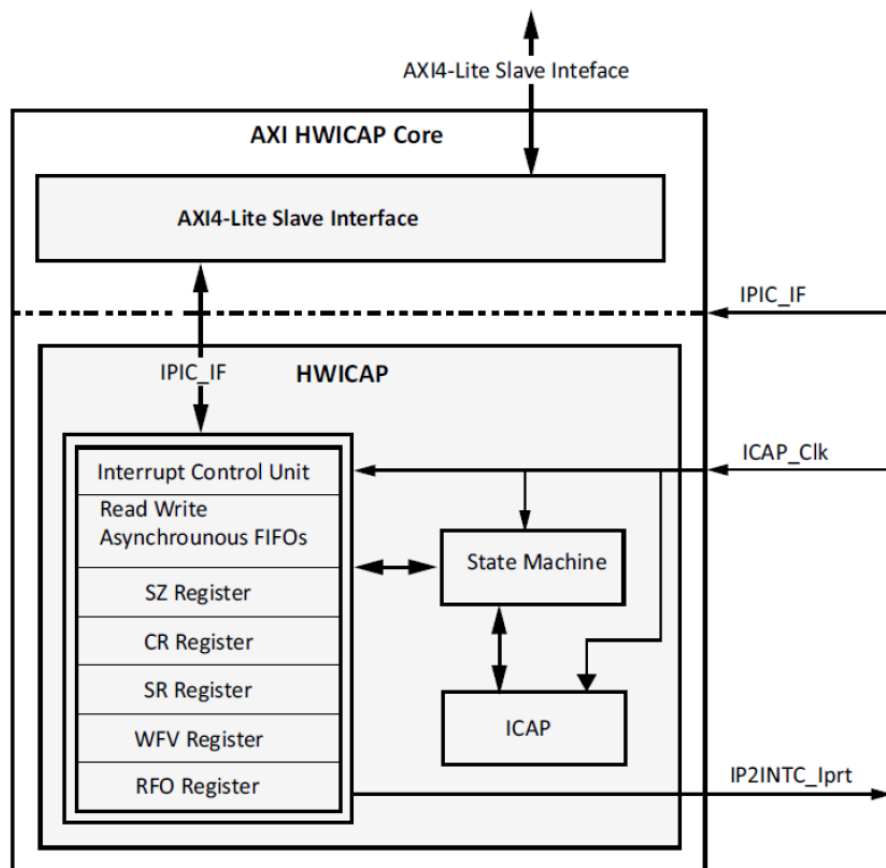 AXI4-Lite Slave Inteface
AXI HWICAP Core
AXI4-Lite Slave Interface
IPIC_IF
IPIC_IF
HWICAP
ICAP_Clk
Interrupt Control Unit
Read Write
Asynchrounous FIFOs
State Machine
SZ Register
CR Register
SR Register
ICAP
WFV Register
RFO Register
IP2INTC_Iprt